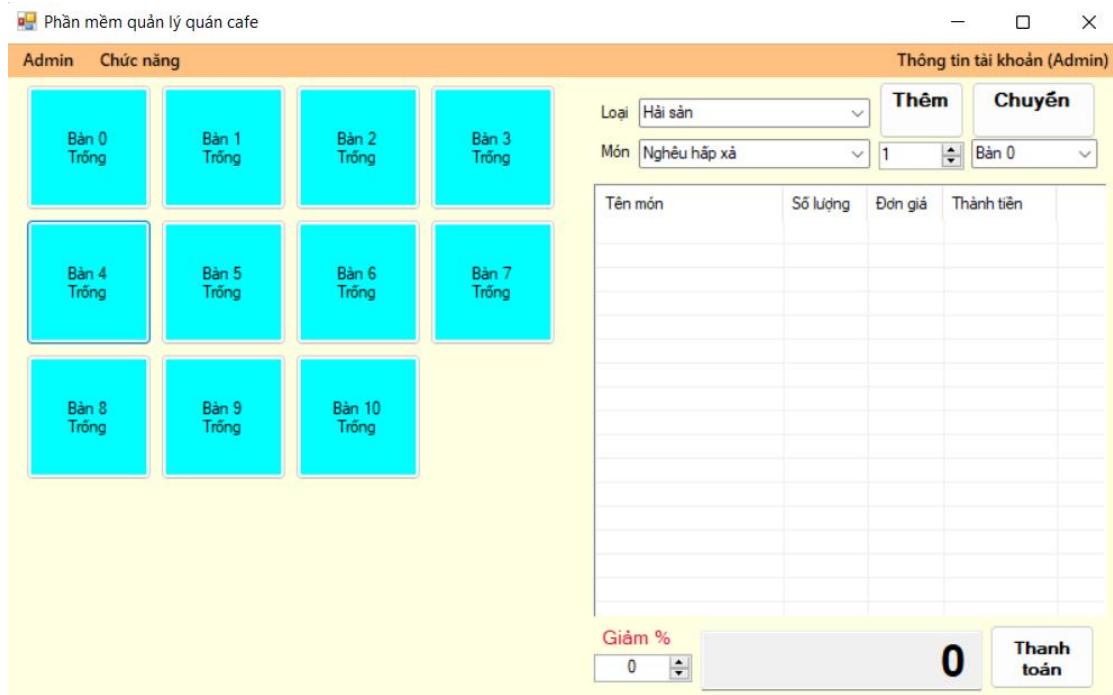 Phần mềm quản lý quán cafe
Admin Chức năng Thông tin tài khoản (Admin)
Bàn 0
Trống
Bàn 1
Trống
Bàn 2
Trống
Bàn 3
Trống
Bàn 4
Trống
Bàn 5
Trống
Bàn 6
Trống
Bàn 7
Trống
Bàn 8
Trống
Bàn 9
Trống
Bàn 10
Trống
Loại Hải sản
Thêm
Chuyển
Món Nghêu hấp xả 1 Bàn 0
Tên món Số lượng Đơn giá Thành tiền
Giảm %
0
0
Thanh
toán